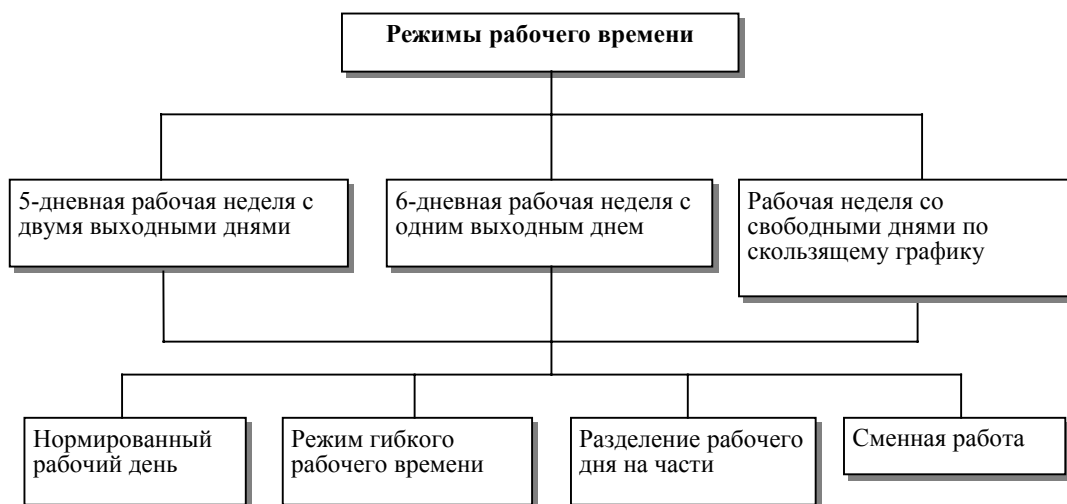 Режимы рабочего времени
5-дневная рабочая неделя с
двумя выходными днями
6-дневная рабочая неделя с
одним выходным днем
Рабочая неделя со
свободными днями по
скользящему графику
Нормированный
рабочий день
Режим гибкого
рабочего времени
Разделение рабочего
дня на части
Сменная работа